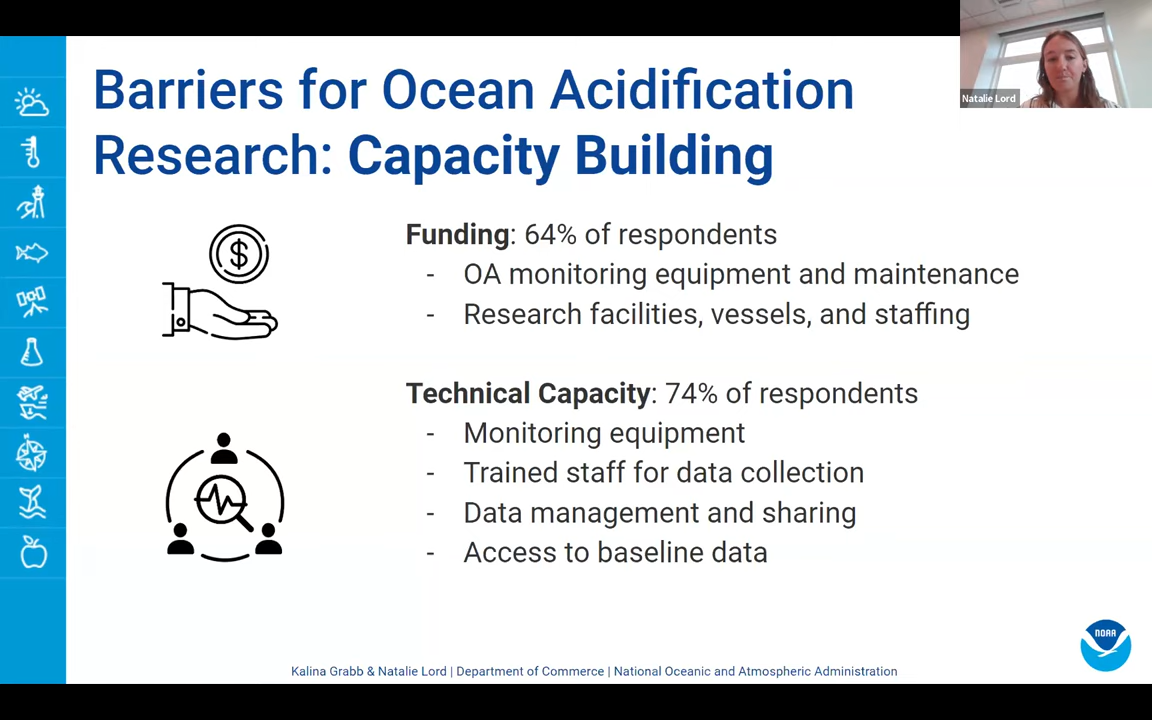 Barriers for Ocean Acidification
Research: Capacity Building
Natalie Lord
$
Funding: 64% of respondents
- OA monitoring equipment and maintenance
- Research facilities, vessels, and staffing
Technical Capacity: 74% of respondents
- Monitoring equipment
- Trained staff for data collection
- Data management and sharing
- Access to baseline data
NOAA
Kalina Grabb & Natalie Lord | Department of Commerce | National Oceanic and Atmospheric Administration